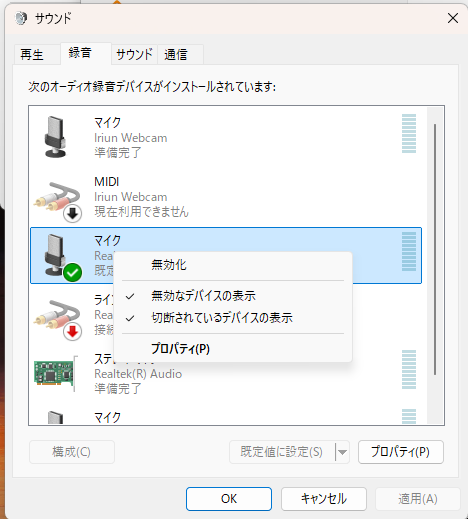 サウンド
再生
録音
サウンド
通信
次のオーディオ録音デバイスがインストールされています:
マイク
Iriun Webcam
準備完了
MIDI
Iriun Webcam
現在利用できません
マイク
Real
既定
ライン
Realt
接続
ステ
Realtek(R) Audio
準備完了
マイク
無効化
無効なデバイスの表示
切断されているデバイスの表示
プロパティ(P)
構成(C)
既定値に設定(S)
プロパティ(P)
OK
キャンセル
適用(A)